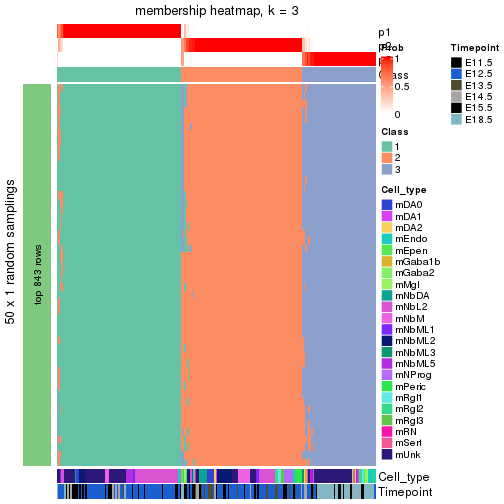 membership heatmap, k = 3
p1
p2
p3
Class
Prob
1
0.5
0
Class
1
2
3
Cell_type
mDA0
mDA1
mDA2
mEndo
mEpen
mGaba1b
mGaba2
mMgl
mNbDA
mNbL2
mNbM
mNbML1
mNbML2
mNbML3
mNbML5
mNProg
mPeric
mRgl1
mRgl2
mRgl3
mRN
mSert
mUnk
Timepoint
E11.5
E12.5
E13.5
E14.5
E15.5
E18.5
50 x 1 random samplings
top 843 rows
Cell_type
Timepoint